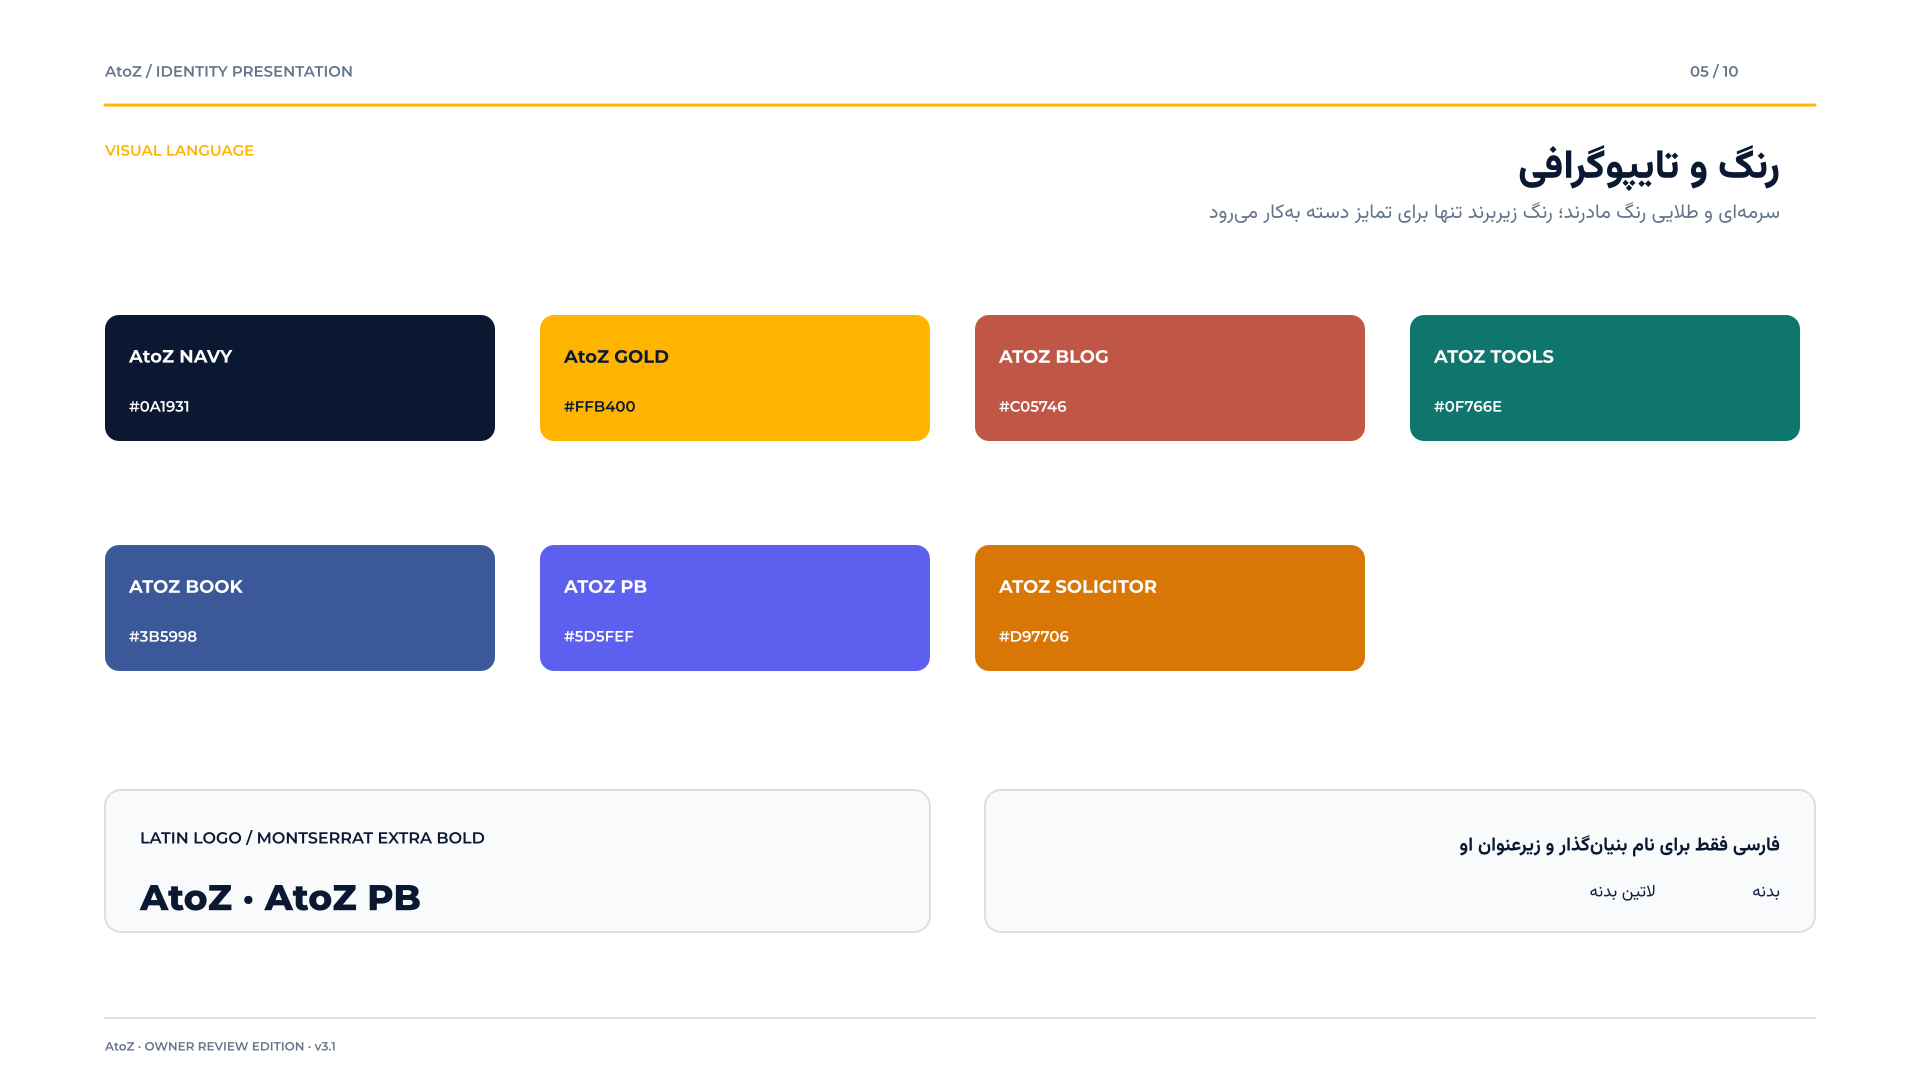 AtoZ / IDENTITY PRESENTATION
05 / 10
VISUAL LANGUAGE
رنگ و تایپوگرافی
سرمه‌ای و طلایی رنگ مادرند؛ رنگ زیربرند تنها برای تمایز دسته به‌کار می‌رود
AtoZ NAVY
#0A1931
AtoZ GOLD
#FFB400
ATOZ BLOG
#C05746
ATOZ TOOLS
#0F766E
ATOZ BOOK
#3B5998
ATOZ PB
#5D5FEF
ATOZ SOLICITOR
#D97706
LATIN LOGO / MONTSERRAT EXTRA BOLD
AtoZ · AtoZ PB
فارسی فقط برای نام بنیان‌گذار و زیرعنوان او
بدنه لاتین بدنه
AtoZ · OWNER REVIEW EDITION · v3.1